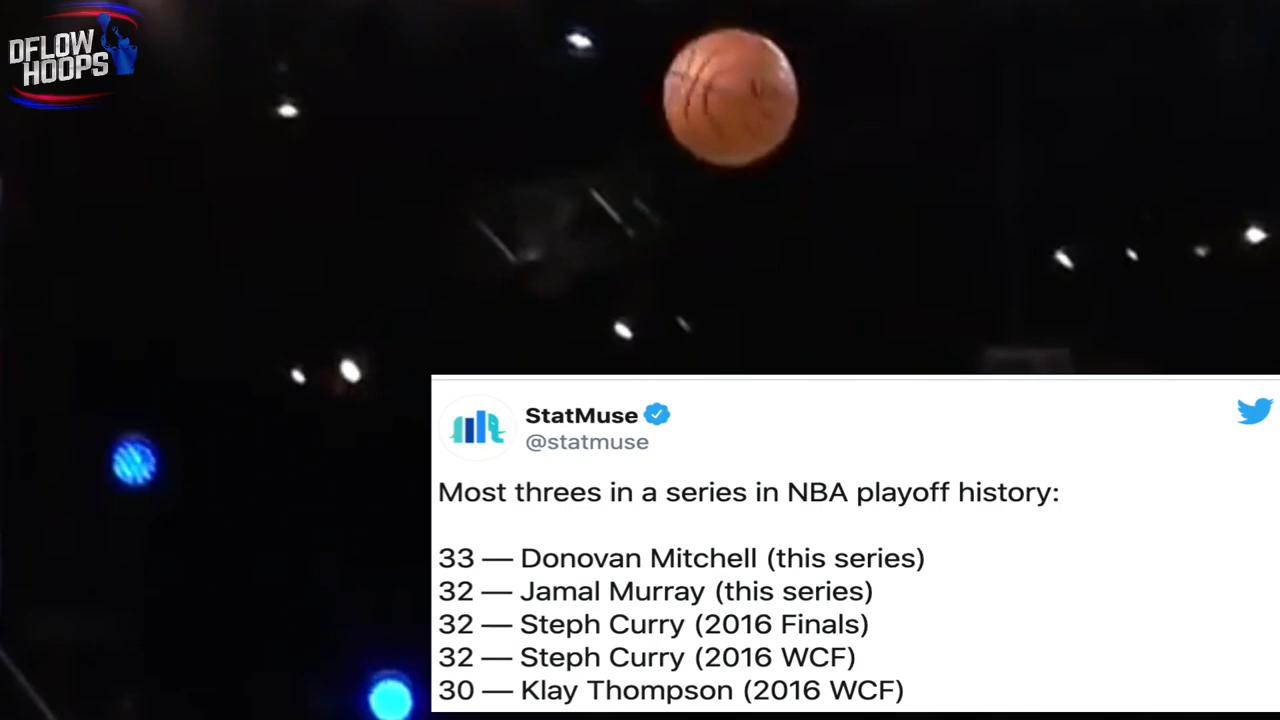 DFLOW
HOOPS
StatMuse
@statmuse
Most threes in a series in NBA playoff history:
33 — Donovan Mitchell (this series)
32 — Jamal Murray (this series)
32 — Steph Curry (2016 Finals)
32 — Steph Curry (2016 WCF)
30 — Klay Thompson (2016 WCF)